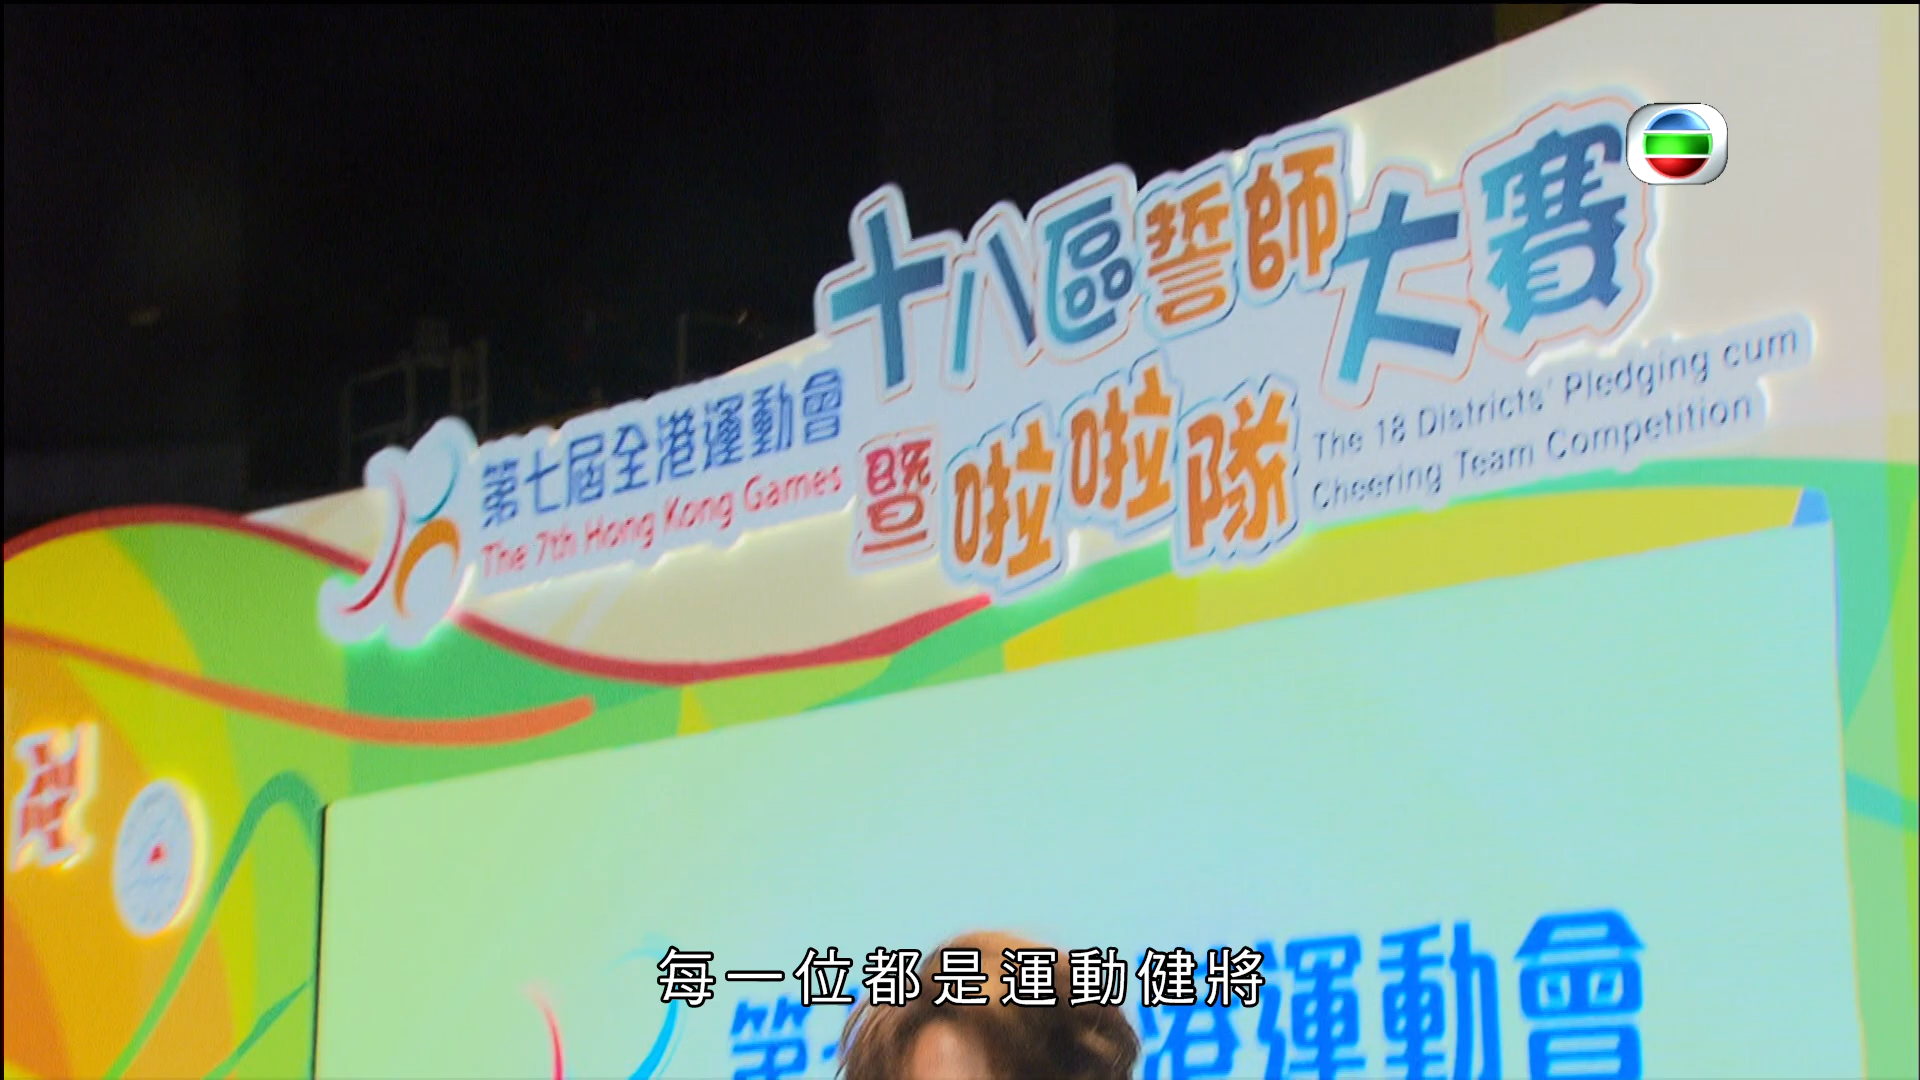 十八區誓師大賽
第七屆全港運動會
The 7th Hong Kong Games
暨啦啦隊
The 18 Districts' Pledging cum
Cheering Team Competition
每一位都是運動健將
第
港運動會